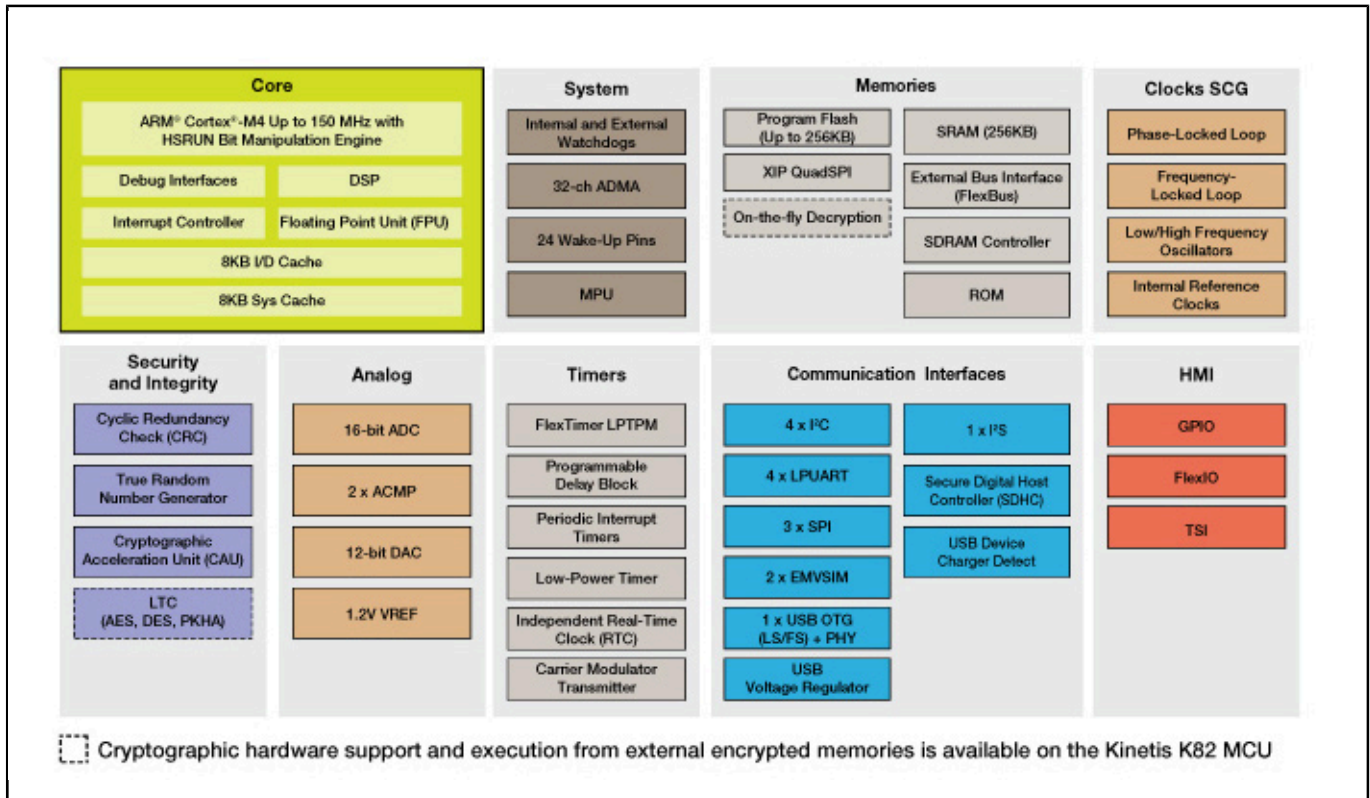 Core
ARM® Cortex®-M4 Up to 150 MHz with
HSRUN Bit Manipulation Engine
Debug Interfaces
DSP
Interrupt Controller
Floating Point Unit (FPU)
8KB I/D Cache
8KB Sys Cache
System
Internal and External
Watchdogs
32-ch ADMA
24 Wake-Up Pins
MPU
Memories
Program Flash
(Up to 256KB)
XIP QuadSPI
On-the-fly Decryption
SRAM (256KB)
External Bus Interface
(FlexBus)
SDRAM Controller
ROM
Clocks SCG
Phase-Locked Loop
Frequency-
Locked Loop
Low/High Frequency
Oscillators
Internal Reference
Clocks
Security
and Integrity
Cyclic Redundancy
Check (CRC)
True Random
Number Generator
Cryptographic
Acceleration Unit (CAU)
LTC
(AES, DES, PKHA)
Analog
16-bit ADC
2 x ACMP
12-bit DAC
1.2V VREF
Timers
FlexTimer LPTPM
Programmable
Delay Block
Periodic Interrupt
Timers
Low-Power Timer
Independent Real-Time
Clock (RTC)
Carrier Modulator
Transmitter
Communication Interfaces
4 x I²C
4 x LPUART
3 x SPI
2 x EMVSIM
1 x USB OTG
(LS/FS) + PHY
USB
Voltage Regulator
1 x I²S
Secure Digital Host
Controller (SDHC)
USB Device
Charger Detect
HMI
GPIO
FlexIO
TSI
Cryptographic hardware support and execution from external encrypted memories is available on the Kinetis K82 MCU